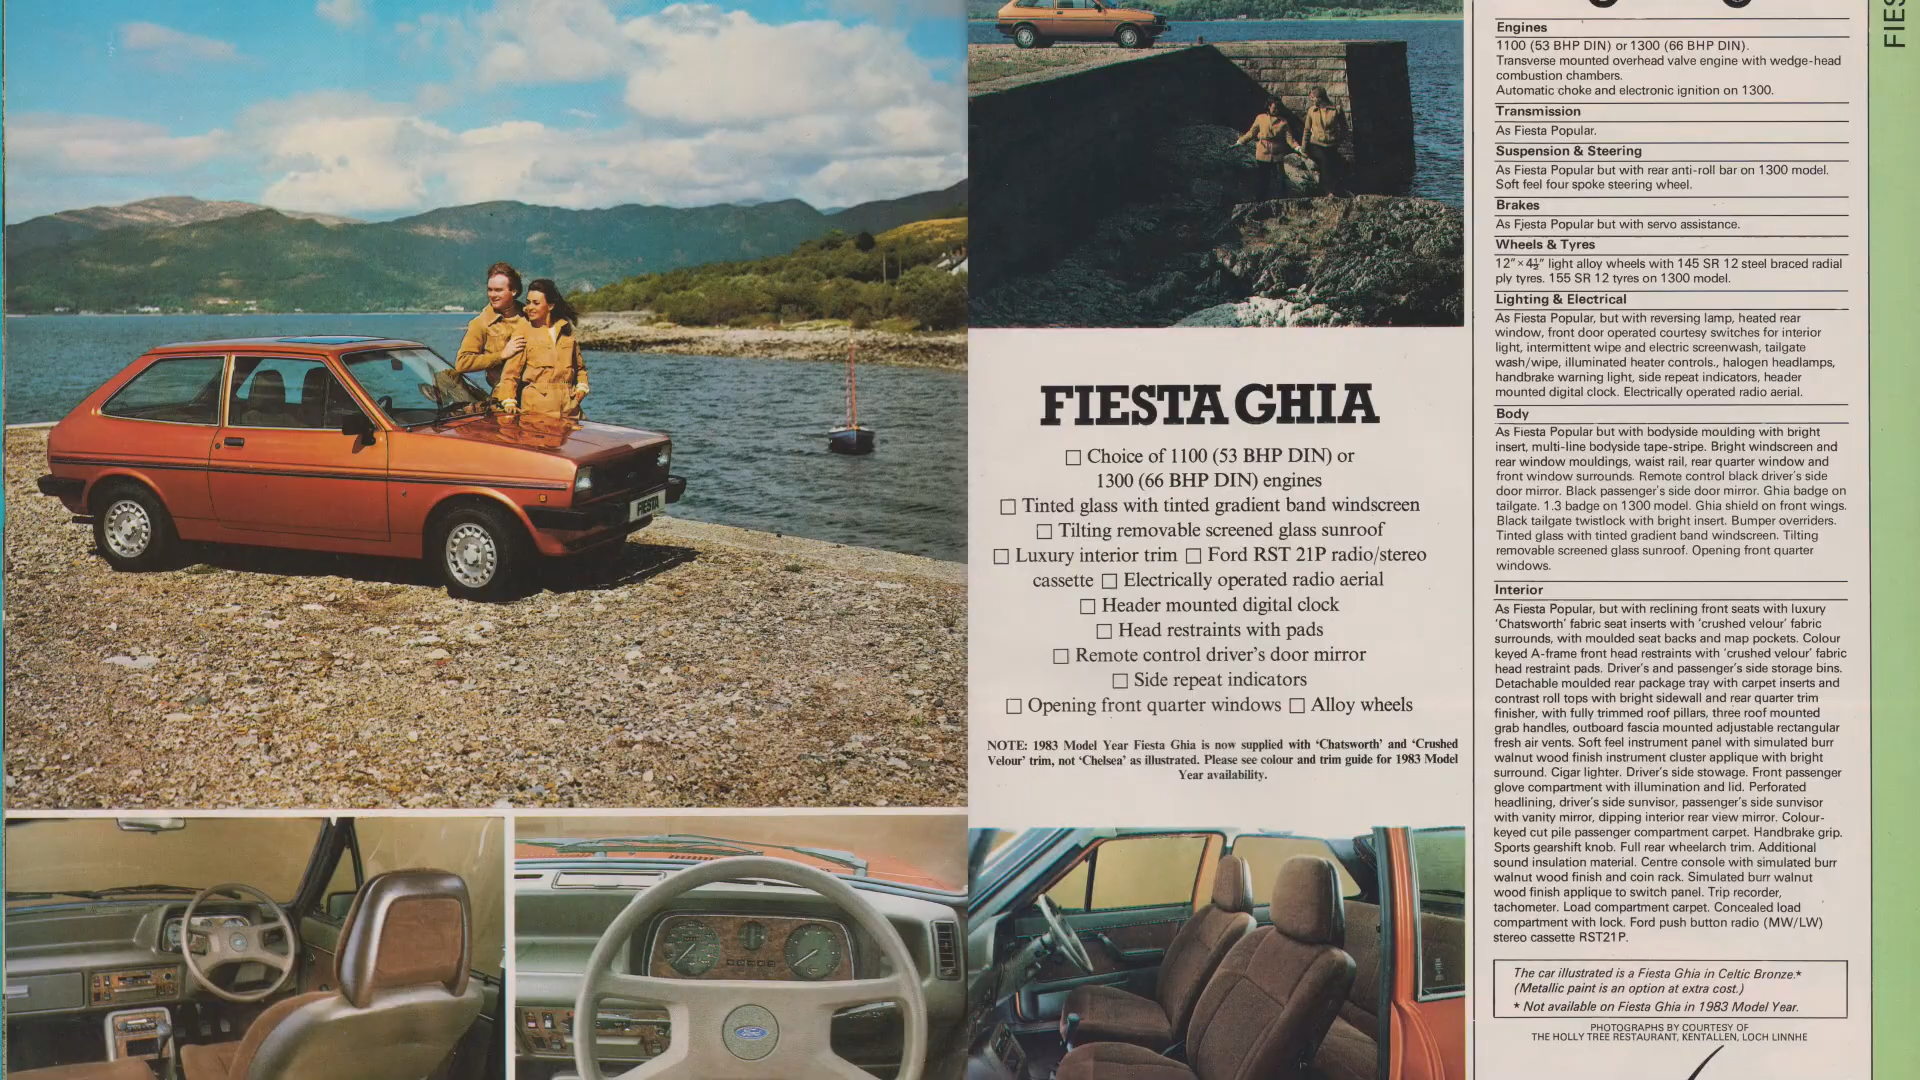 FIESTA
FIESTA GHIA
☐ Choice of 1100 (53 BHP DIN) or
1300 (66 BHP DIN) engines
☐ Tinted glass with tinted gradient band windscreen
☐ Tilting removable screened glass sunroof
☐ Luxury interior trim ☐ Ford RST 21P radio/stereo
cassette ☐ Electrically operated radio aerial
☐ Header mounted digital clock
☐ Head restraints with pads
☐ Remote control driver's door mirror
☐ Side repeat indicators
☐ Opening front quarter windows ☐ Alloy wheels
NOTE: 1983 Model Year Fiesta Ghia is now supplied with 'Chatsworth' and 'Crushed
Velour' trim, not 'Chelsea' as illustrated. Please see colour and trim guide for 1983 Model
Year availability.
Ford
Engines
1100 (53 BHP DIN) or 1300 (66 BHP DIN).
Transverse mounted overhead valve engine with wedge-head
combustion chambers.
Automatic choke and electronic ignition on 1300.
Transmission
As Fiesta Popular.
Suspension & Steering
As Fiesta Popular but with rear anti-roll bar on 1300 model.
Soft feel four spoke steering wheel.
Brakes
As Fiesta Popular but with servo assistance.
Wheels & Tyres
12"×4½" light alloy wheels with 145 SR 12 steel braced radial
ply tyres. 155 SR 12 tyres on 1300 model.
Lighting & Electrical
As Fiesta Popular, but with reversing lamp, heated rear
window, front door operated courtesy switches for interior
light, intermittent wipe and electric screenwash, tailgate
wash/wipe, illuminated heater controls., halogen headlamps,
handbrake warning light, side repeat indicators, header
mounted digital clock. Electrically operated radio aerial.
Body
As Fiesta Popular but with bodyside moulding with bright
insert, multi-line bodyside tape-stripe. Bright windscreen and
rear window mouldings, waist rail, rear quarter window and
front window surrounds. Remote control black driver's side
door mirror. Black passenger's side door mirror. Ghia badge on
tailgate. 1.3 badge on 1300 model. Ghia shield on front wings.
Black tailgate twistlock with bright insert. Bumper overriders.
Tinted glass with tinted gradient band windscreen. Tilting
removable screened glass sunroof. Opening front quarter
windows.
Interior
As Fiesta Popular, but with reclining front seats with luxury
'Chatsworth' fabric seat inserts with 'crushed velour' fabric
surrounds, with moulded seat backs and map pockets. Colour
keyed A-frame front head restraints with 'crushed velour' fabric
head restraint pads. Driver's and passenger's side storage bins.
Detachable moulded rear package tray with carpet inserts and
contrast roll tops with bright sidewall and rear quarter trim
finisher, with fully trimmed roof pillars, three roof mounted
grab handles, outboard fascia mounted adjustable rectangular
fresh air vents. Soft feel instrument panel with simulated burr
walnut wood finish instrument cluster applique with bright
surround. Cigar lighter. Driver's side stowage. Front passenger
glove compartment with illumination and lid. Perforated
headlining, driver's side sunvisor, passenger's side sunvisor
with vanity mirror, dipping interior rear view mirror. Colour-
keyed cut pile passenger compartment carpet. Handbrake grip.
Sports gearshift knob. Full rear wheelarch trim. Additional
sound insulation material. Centre console with simulated burr
walnut wood finish and coin rack. Simulated burr walnut
wood finish applique to switch panel. Trip recorder,
tachometer. Load compartment carpet. Concealed load
compartment with lock. Ford push button radio (MW/LW)
stereo cassette RST21P.
The car illustrated is a Fiesta Ghia in Celtic Bronze.*
(Metallic paint is an option at extra cost.)
* Not available on Fiesta Ghia in 1983 Model Year.
PHOTOGRAPHS BY COURTESY OF
THE HOLLY TREE RESTAURANT, KENTALLEN, LOCH LINNHE
FIES